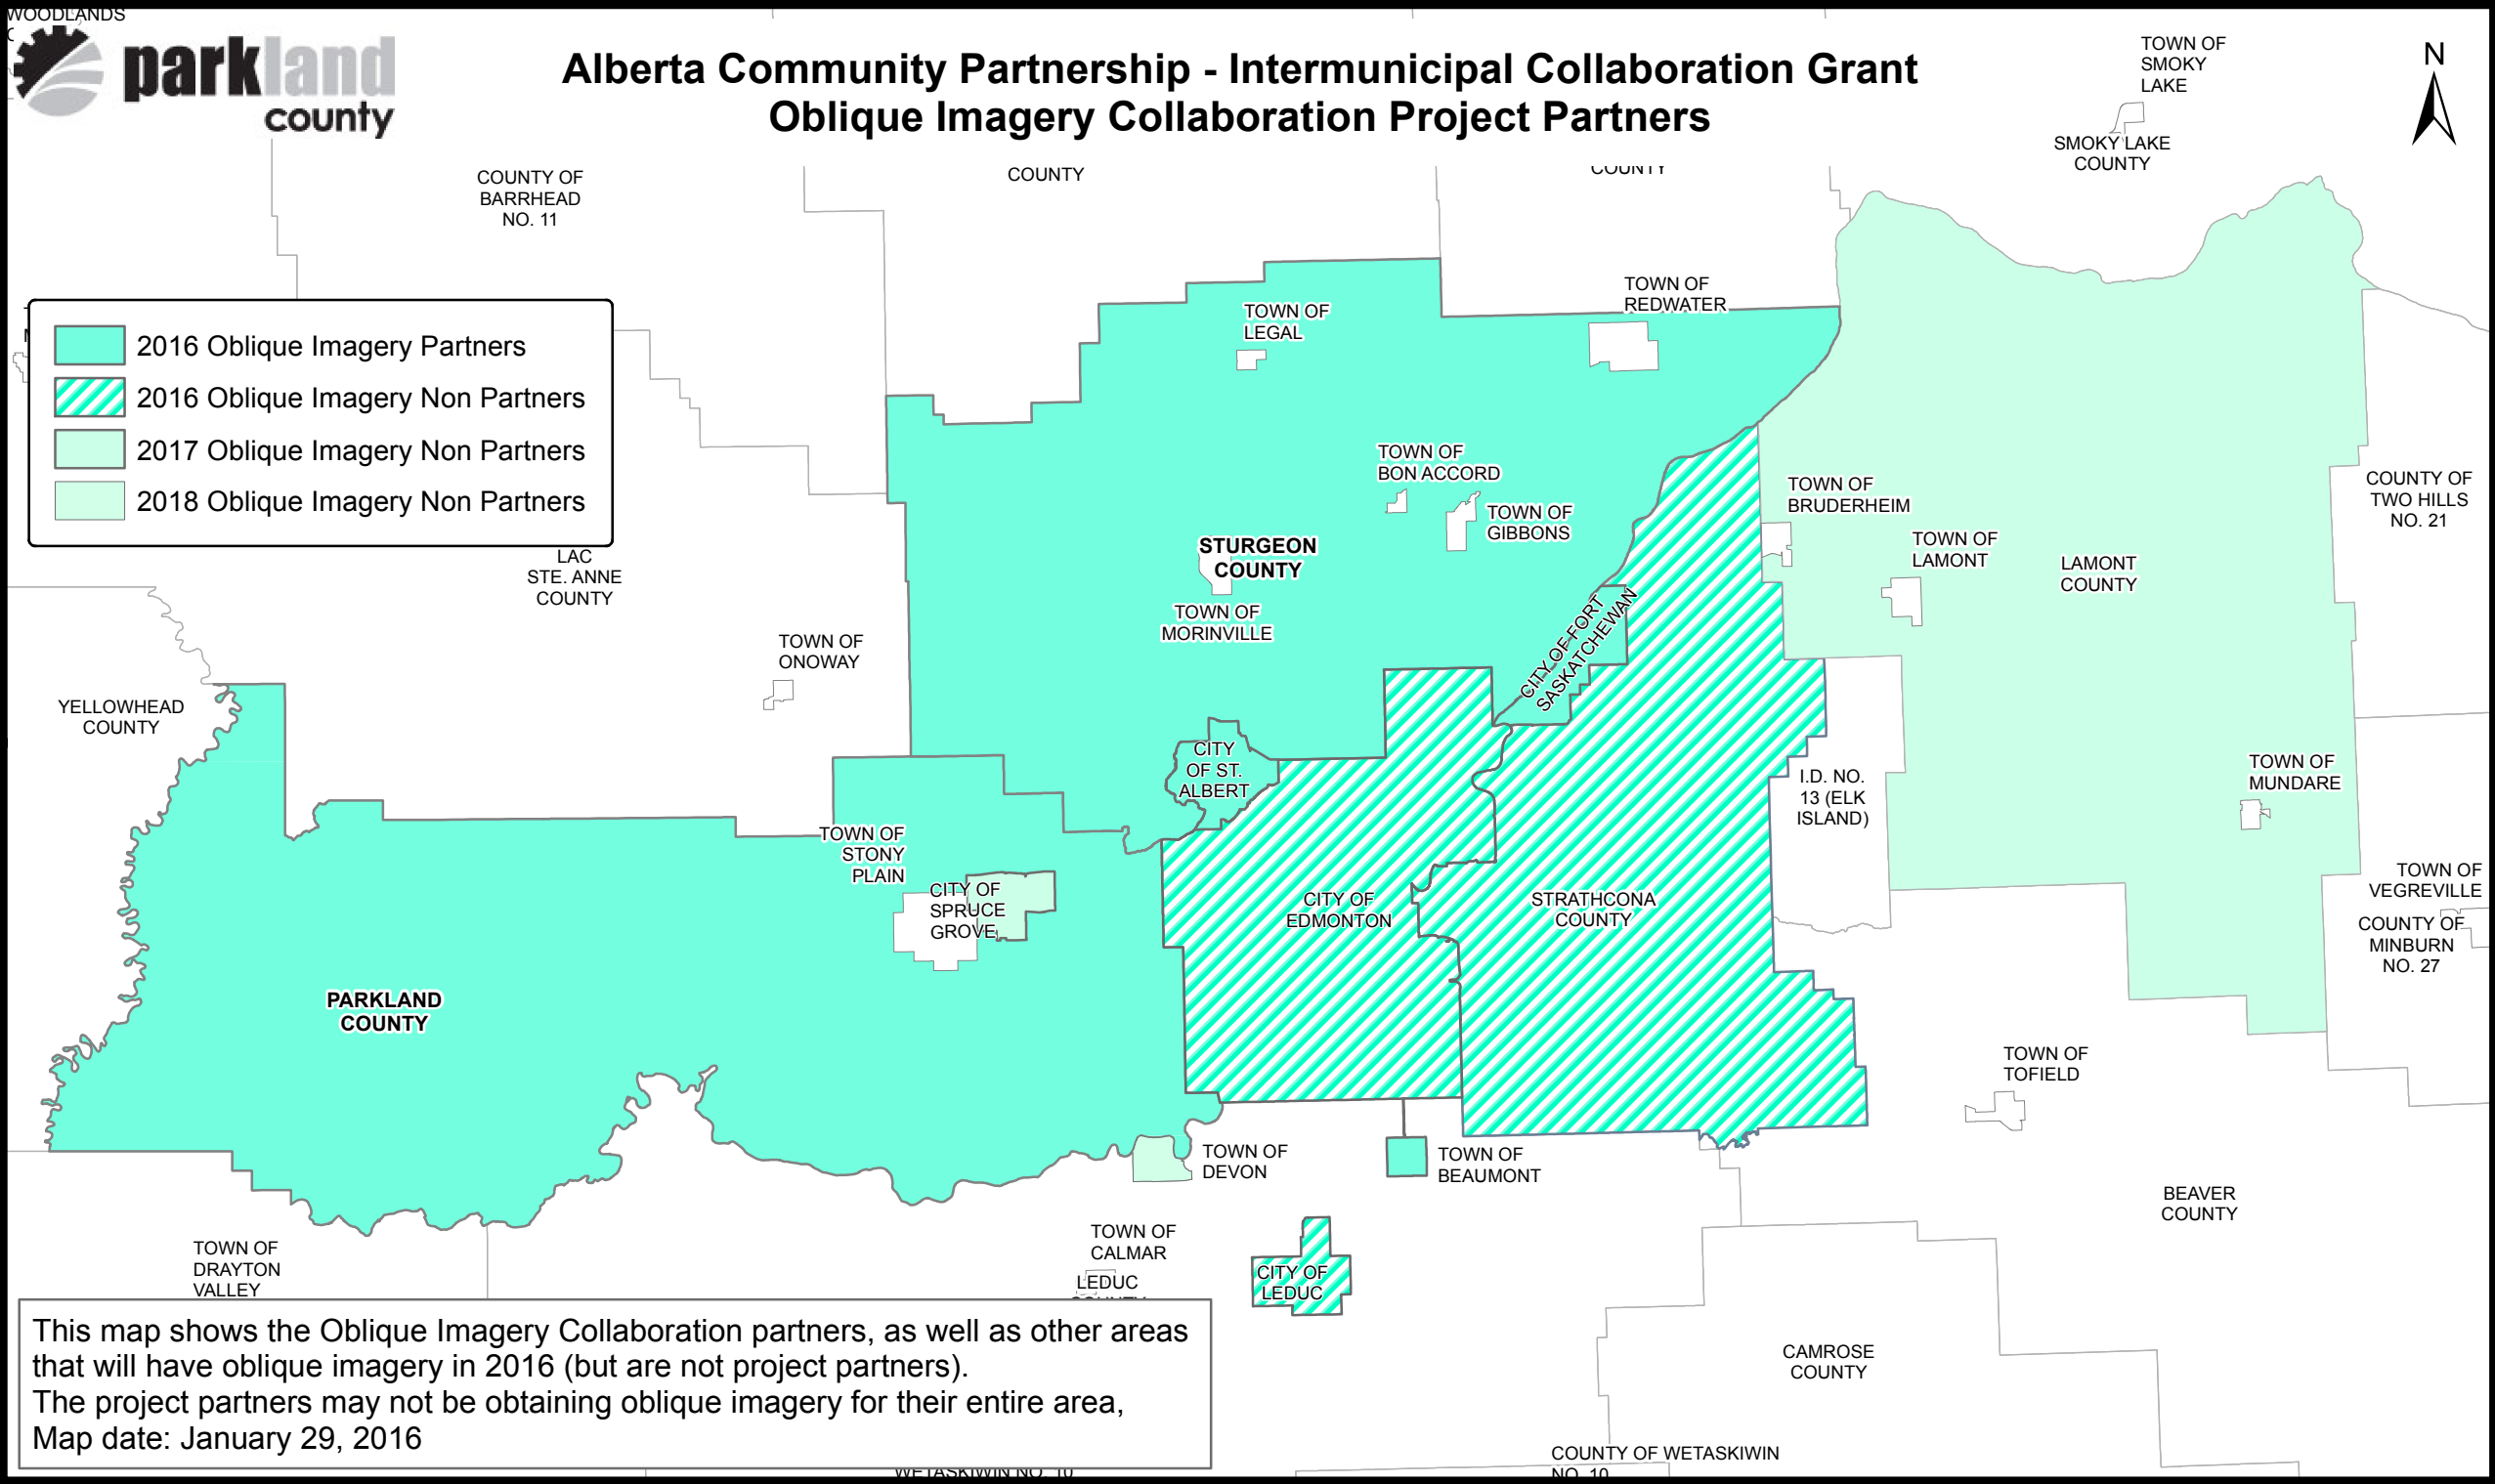 WOODLANDS
parkland
county
Alberta Community Partnership - Intermunicipal Collaboration Grant
Oblique Imagery Collaboration Project Partners
N
TOWN OF
SMOKY
LAKE
SMOKY LAKE
COUNTY
COUNTY OF
BARRHEAD
NO. 11
COUNTY
COUNTY
2016 Oblique Imagery Partners
2016 Oblique Imagery Non Partners
2017 Oblique Imagery Non Partners
2018 Oblique Imagery Non Partners
TOWN OF
LEGAL
TOWN OF
REDWATER
TOWN OF
BON ACCORD
TOWN OF
GIBBONS
TOWN OF
BRUDERHEIM
TOWN OF
LAMONT
LAMONT
COUNTY
COUNTY OF
TWO HILLS
NO. 21
LAC
STE. ANNE
COUNTY
STURGEON
COUNTY
TOWN OF
MORINVILLE
CITY OF FORT
SASKATCHEWAN
TOWN OF
ONOWAY
YELLOWHEAD
COUNTY
CITY
OF ST.
ALBERT
I.D. NO.
13 (ELK
ISLAND)
TOWN OF
MUNDARE
TOWN OF
STONY
PLAIN
CITY OF
SPRUCE
GROVE
CITY OF
EDMONTON
STRATHCONA
COUNTY
TOWN OF
VEGREVILLE
COUNTY OF
MINBURN
NO. 27
PARKLAND
COUNTY
TOWN OF
TOFIELD
TOWN OF
DEVON
TOWN OF
BEAUMONT
BEAVER
COUNTY
TOWN OF
DRAYTON
VALLEY
TOWN OF
CALMAR
LEDUC
COUNTY
CITY OF
LEDUC
CAMROSE
COUNTY
This map shows the Oblique Imagery Collaboration partners, as well as other areas
that will have oblique imagery in 2016 (but are not project partners).
The project partners may not be obtaining oblique imagery for their entire area,
Map date: January 29, 2016
WETASKIWIN NO. 10
COUNTY OF WETASKIWIN
NO. 10